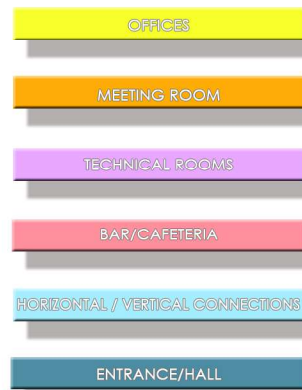 OFFICES
MEETING ROOM
TECHNICAL ROOMS
BAR/CAFETERIA
HORIZONTAL / VERTICAL CONNECTIONS
ENTRANCE/HALL